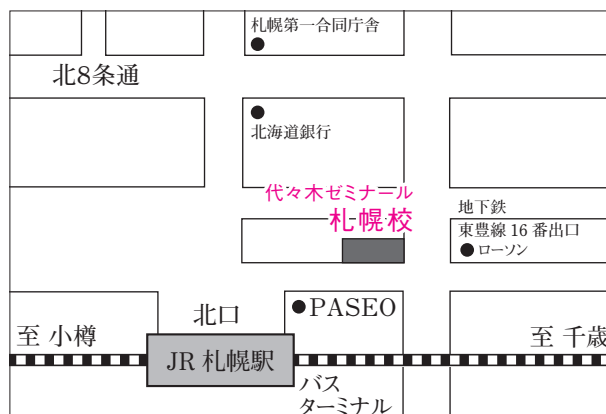 札幌第一合同庁舎
北8条通
北海道銀行
代々木ゼミナール
札幌校
地下鉄
東豊線 16 番出口
ローソン
北口
PASEO
至 小樽
至 千歳
JR 札幌駅
バス
ターミナル